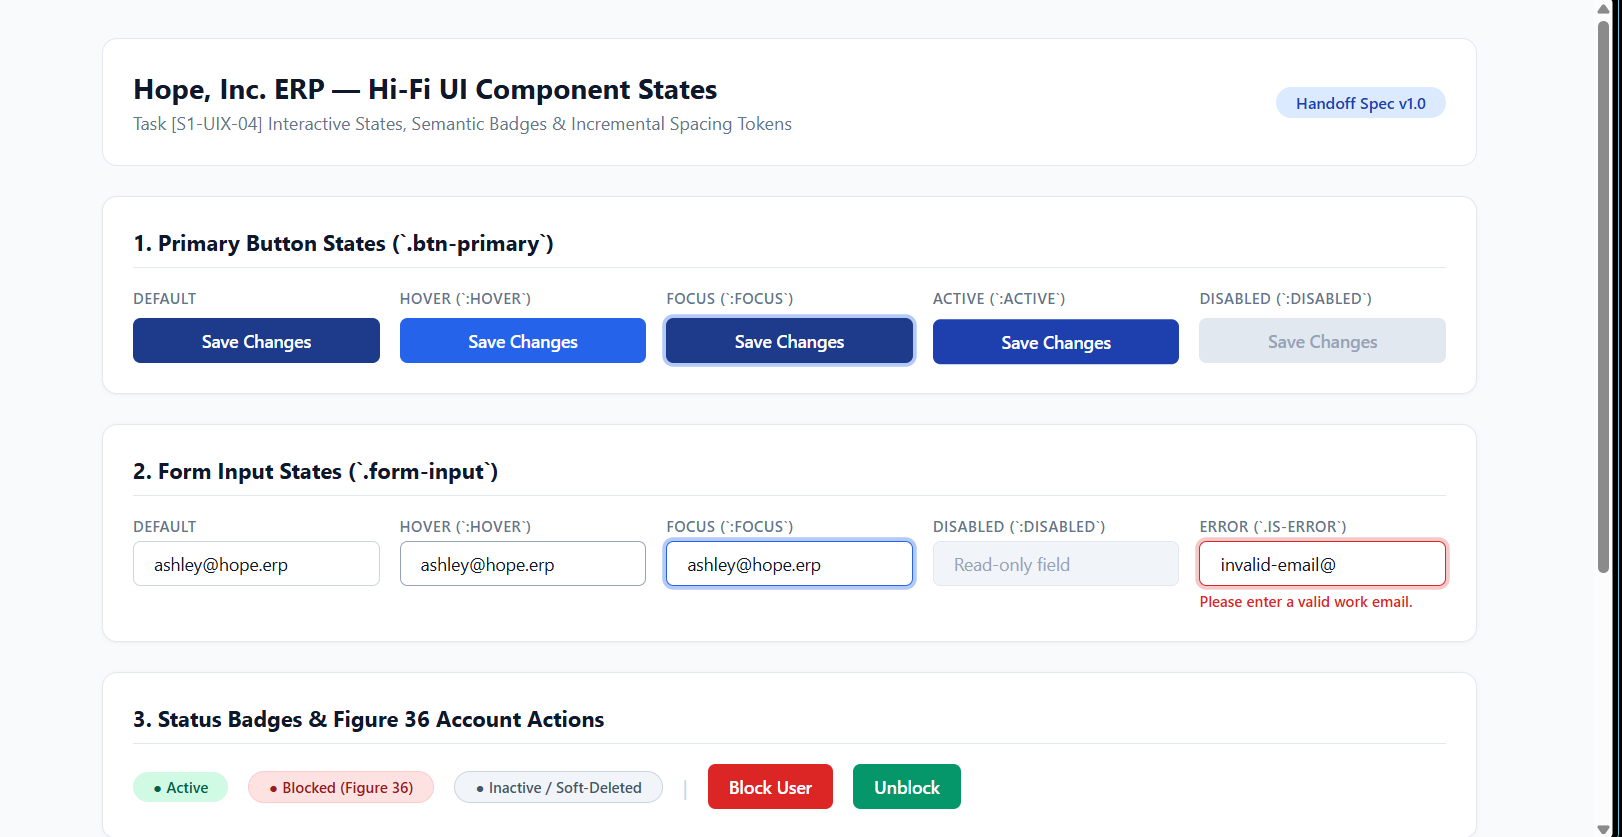 Hope, Inc. ERP — Hi-Fi UI Component States
Task [S1-UIX-04] Interactive States, Semantic Badges & Incremental Spacing Tokens
Handoff Spec v1.0
1. Primary Button States (`.btn-primary`)
DEFAULT
HOVER (`:HOVER`)
FOCUS (`:FOCUS`)
ACTIVE (`:ACTIVE`)
DISABLED (`:DISABLED`)
Save Changes
Save Changes
Save Changes
Save Changes
Save Changes
2. Form Input States (`.form-input`)
DEFAULT
HOVER (`:HOVER`)
FOCUS (`:FOCUS`)
DISABLED (`:DISABLED`)
ERROR (`.IS-ERROR`)
ashley@hope.erp
ashley@hope.erp
ashley@hope.erp
Read-only field
invalid-email@
Please enter a valid work email.
3. Status Badges & Figure 36 Account Actions
● Active
● Blocked (Figure 36)
● Inactive / Soft-Deleted
|
Block User
Unblock